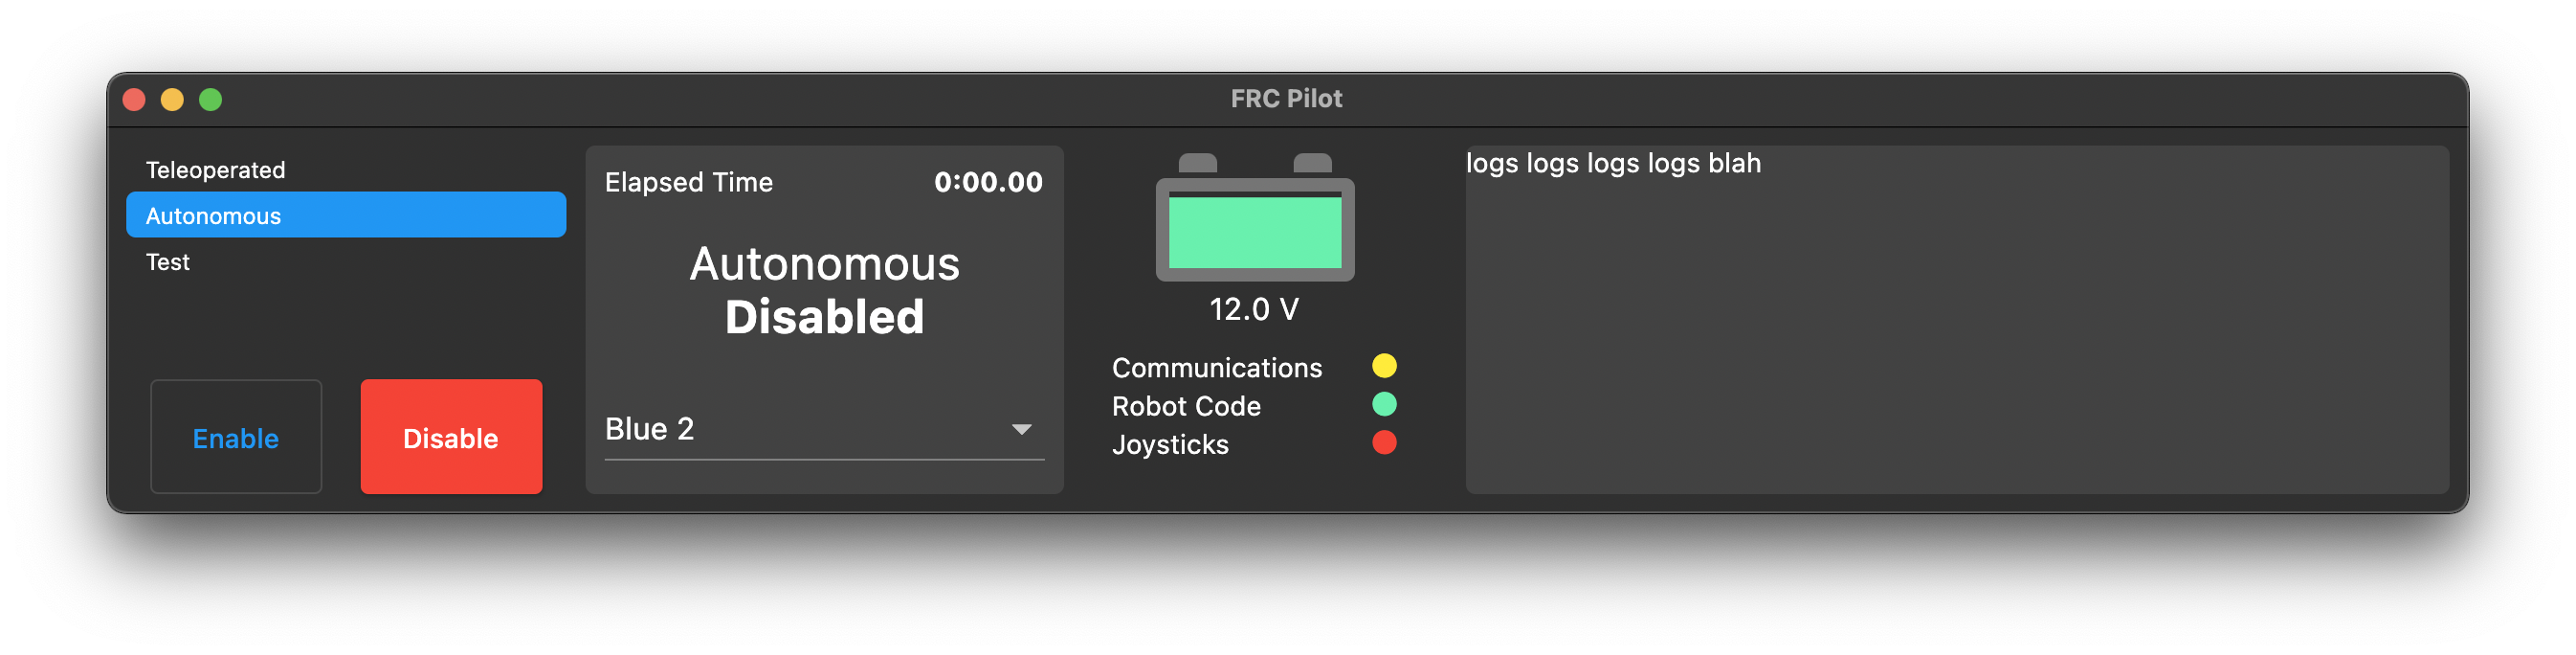 FRC Pilot
Teleoperated
Autonomous
Test
Enable
Disable
Elapsed Time 0:00.00
Autonomous
Disabled
Blue 2
12.0 V
Communications
Robot Code
Joysticks
logs logs logs logs blah